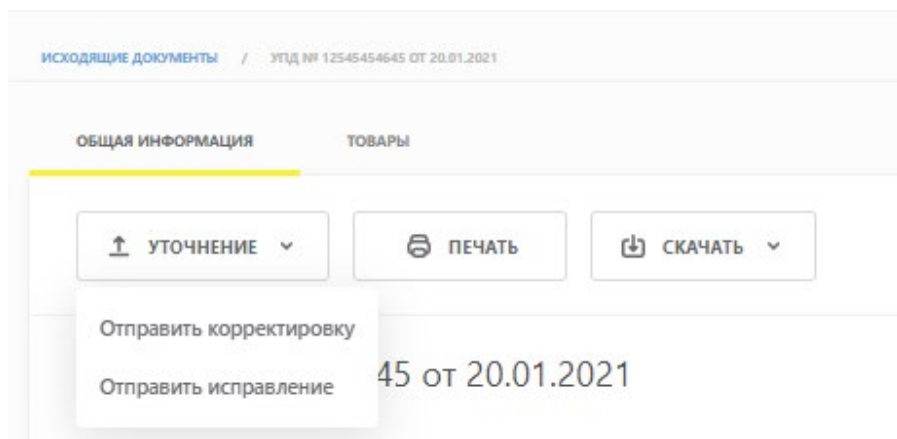 ИСХОДЯЩИЕ ДОКУМЕНТЫ / УПД № 12545454645 ОТ 20.01.2021
ОБЩАЯ ИНФОРМАЦИЯ ТОВАРЫ
УТОЧНЕНИЕ ПЕЧАТЬ СКАЧАТЬ
Отправить корректировку
45 от 20.01.2021
Отправить исправление